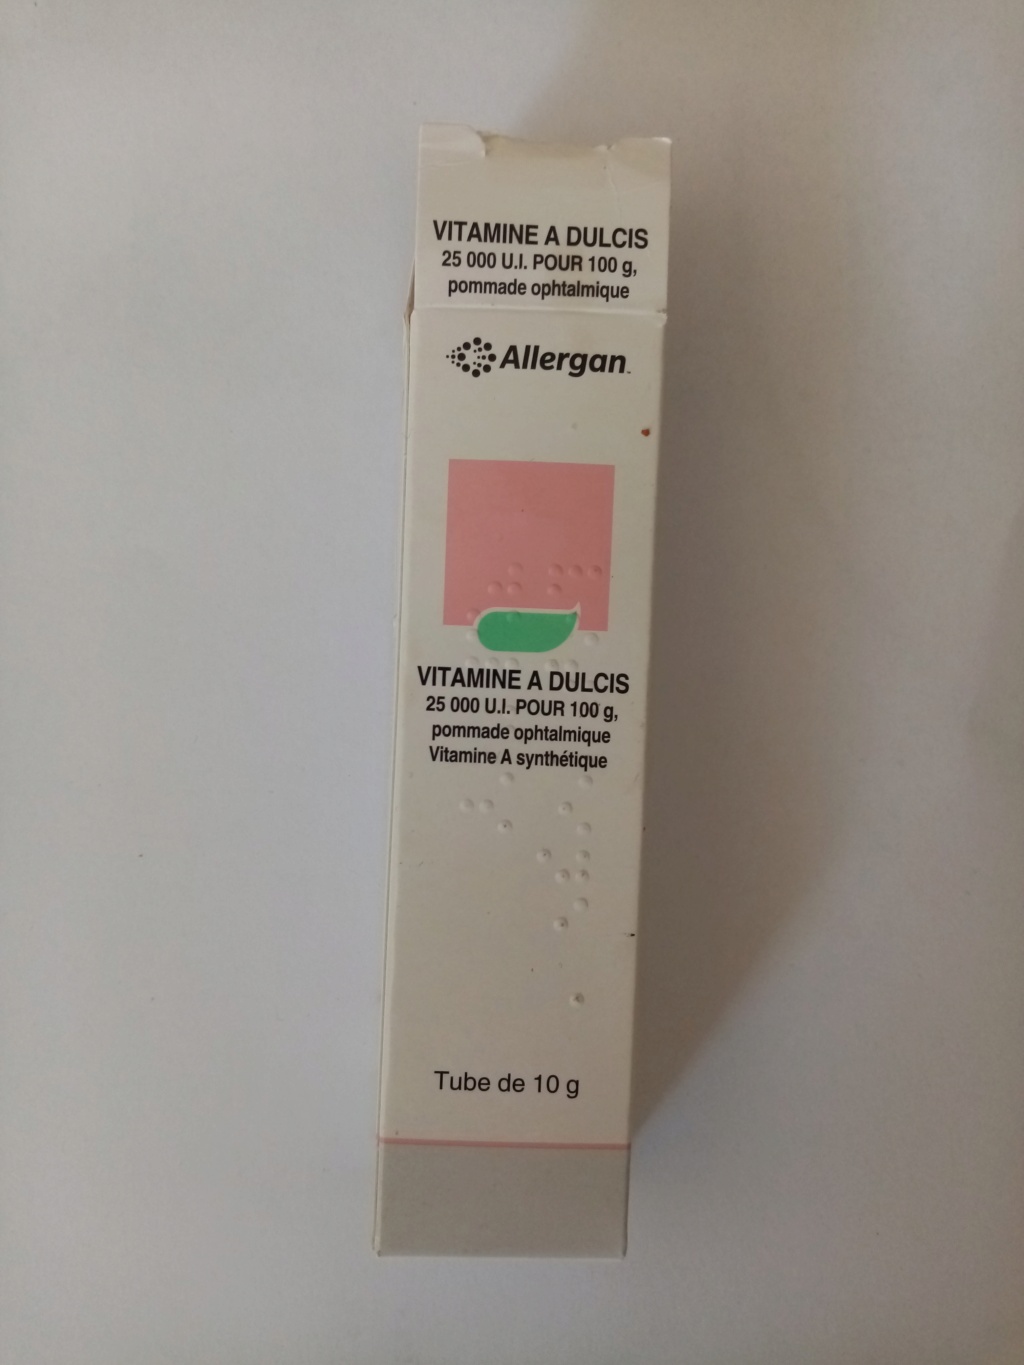 VITAMINE A DULCIS
25 000 U.I. POUR 100 g,
pommade ophtalmique
Allergan™
VITAMINE A DULCIS
25 000 U.I. POUR 100 g,
pommade ophtalmique
Vitamine A synthétique
Tube de 10 g